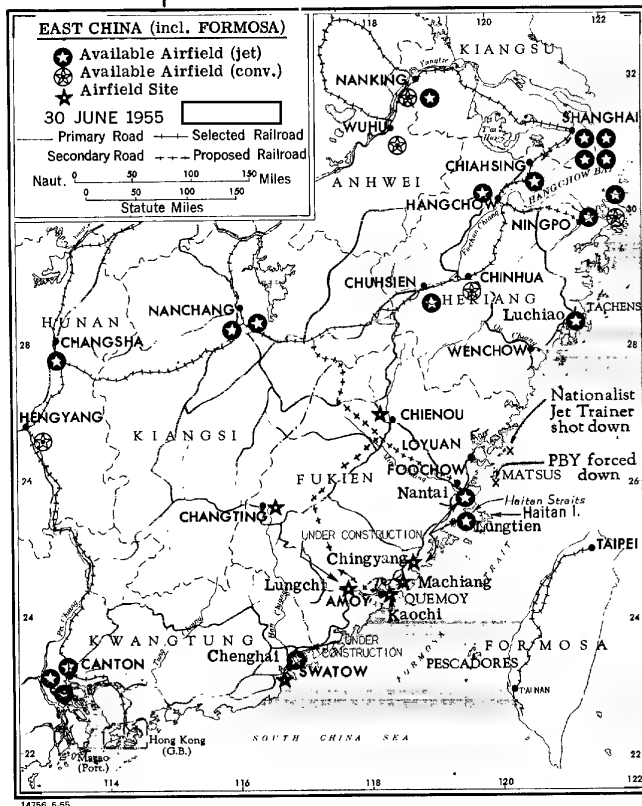 EAST CHINA (incl. FORMOSA)
Available Airfield (jet)
Available Airfield (conv.)
Airfield Site
30 JUNE 1955
Primary Road
Selected Railroad
Secondary Road
Proposed Railroad
Naut. 0 50 100 150 Miles
0 50 100 150
Statute Miles
118
120
122
KIANGSU
32
NANKING
Yangtze
SHANGHAI
WUHU
CHIAHSING
ANHWEI
HANGCHOW BAY
HANGCHOW
30
NINGPO
CHUHSIEN
CHINHUA
CHEKIANG
TACHENS
Luchiao
NANCHANG
HUNAN
CHANGSHA
28
28
WENCHOW
Nationalist
Jet Trainer
shot down
CHIENOU
HENGYANG
KIANGSI
LOYUAN
FOOCHOW
PBY forced
down
MATSUS
26
FUKIEN
Nantai
Haitan Straits
Haitan I.
26
CHANGTING
Lungtien
UNDER CONSTRUCTION
STRAIT
TAIPEI
Chingyang
Lungchi
Machiang
AMOY
QUEMOY
Kaochi
24
24
KWANGTUNG
UNDER
CONSTRUCTION
FORMOSA
FORMOSA
Chenghai
CANTON
SWATOW
PESCADORES
TAINAN
Hong Kong
(G.B.)
Macao
(Port.)
SOUTH CHINA SEA
22
22
114
116
118
120
122
14756 6-55